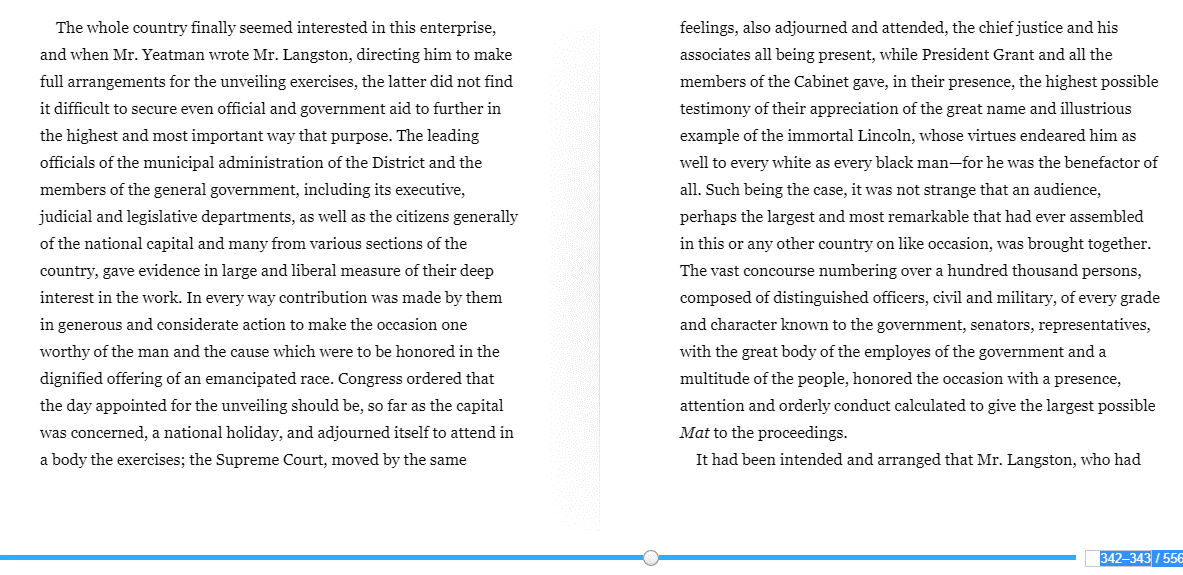 The whole country finally seemed interested in this enterprise,
and when Mr. Yeatman wrote Mr. Langston, directing him to make
full arrangements for the unveiling exercises, the latter did not find
it difficult to secure even official and government aid to further in
the highest and most important way that purpose. The leading
officials of the municipal administration of the District and the
members of the general government, including its executive,
judicial and legislative departments, as well as the citizens generally
of the national capital and many from various sections of the
country, gave evidence in large and liberal measure of their deep
interest in the work. In every way contribution was made by them
in generous and considerate action to make the occasion one
worthy of the man and the cause which were to be honored in the
dignified offering of an emancipated race. Congress ordered that
the day appointed for the unveiling should be, so far as the capital
was concerned, a national holiday, and adjourned itself to attend in
a body the exercises; the Supreme Court, moved by the same
feelings, also adjourned and attended, the chief justice and his
associates all being present, while President Grant and all the
members of the Cabinet gave, in their presence, the highest possible
testimony of their appreciation of the great name and illustrious
example of the immortal Lincoln, whose virtues endeared him as
well to every white as every black man—for he was the benefactor of
all. Such being the case, it was not strange that an audience,
perhaps the largest and most remarkable that had ever assembled
in this or any other country on like occasion, was brought together.
The vast concourse numbering over a hundred thousand persons,
composed of distinguished officers, civil and military, of every grade
and character known to the government, senators, representatives,
with the great body of the employes of the government and a
multitude of the people, honored the occasion with a presence,
attention and orderly conduct calculated to give the largest possible
Mat to the proceedings.
It had been intended and arranged that Mr. Langston, who had
342–343 / 556